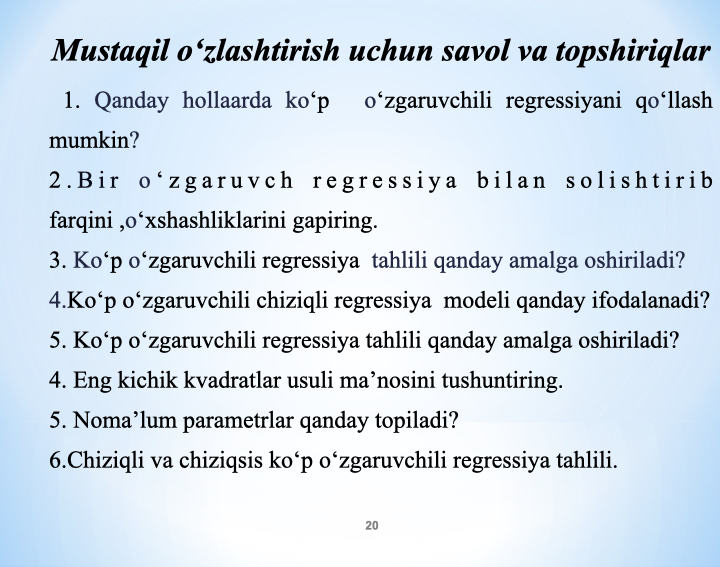 Mustaqil o‘zlashtirish uchun savol va topshiriqlar
1. Qanday hollaarda ko‘p o‘zgaruvchili regressiyani qo‘llash
mumkin?
2.Bir o‘zgaruvch regressiya bilan solishtirib
farqini ,o‘xshashliklarini gapiring.
3. Ko‘p o‘zgaruvchili regressiya tahlili qanday amalga oshiriladi?
4.Ko‘p o‘zgaruvchili chiziqli regressiya modeli qanday ifodalanadi?
5. Ko‘p o‘zgaruvchili regressiya tahlili qanday amalga oshiriladi?
4. Eng kichik kvadratlar usuli ma’nosini tushuntiring.
5. Noma’lum parametrlar qanday topiladi?
6.Chiziqli va chiziqsis ko‘p o‘zgaruvchili regressiya tahlili.
20